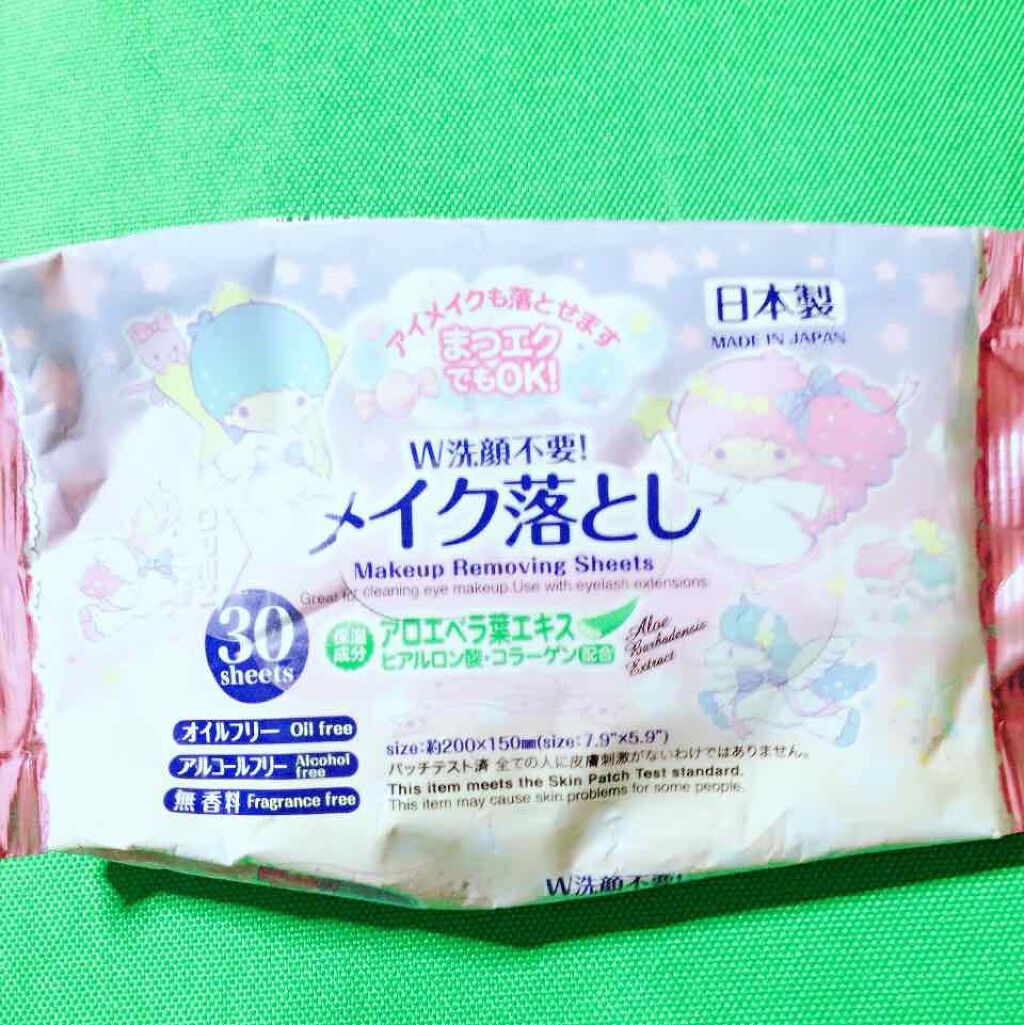 アイメイクも落とせます
まつエク
でもOK!
日本製
MADE IN JAPAN
W洗顔不要!
メイク落とし
Makeup Removing Sheets
Great for cleaning eye makeup.Use with eyelash extensions
30
sheets
保湿
成分
アロエベラ葉エキス
ヒアルロン酸・コラーゲン配合
Aloe
Barbadensis
Extract
オイルフリー Oil free
アルコールフリー Alcohol free
無香料 Fragrance free
size:約200×150mm(size:7.9"×5.9")
パッチテスト済 全ての人に皮膚刺激がないわけではありません。
This item meets the Skin Patch Test standard.
This item may cause skin problems for some people.
W洗顔不要!